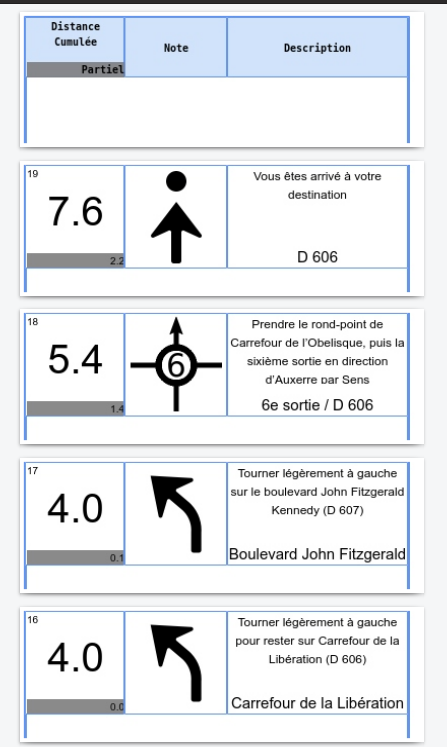 Distance
Cumulée
Note
Description
Partiel
19
7.6
2.2
Vous êtes arrivé à votre
destination
D 606
18
5.4
1.4
6
Prendre le rond-point de
Carrefour de l'Obelisque, puis la
sixième sortie en direction
d'Auxerre par Sens
6e sortie / D 606
17
4.0
0.1
Tourner légèrement à gauche
sur le boulevard John Fitzgerald
Kennedy (D 607)
Boulevard John Fitzgerald
16
4.0
0.0
Tourner légèrement à gauche
pour rester sur Carrefour de la
Libération (D 606)
Carrefour de la Libération